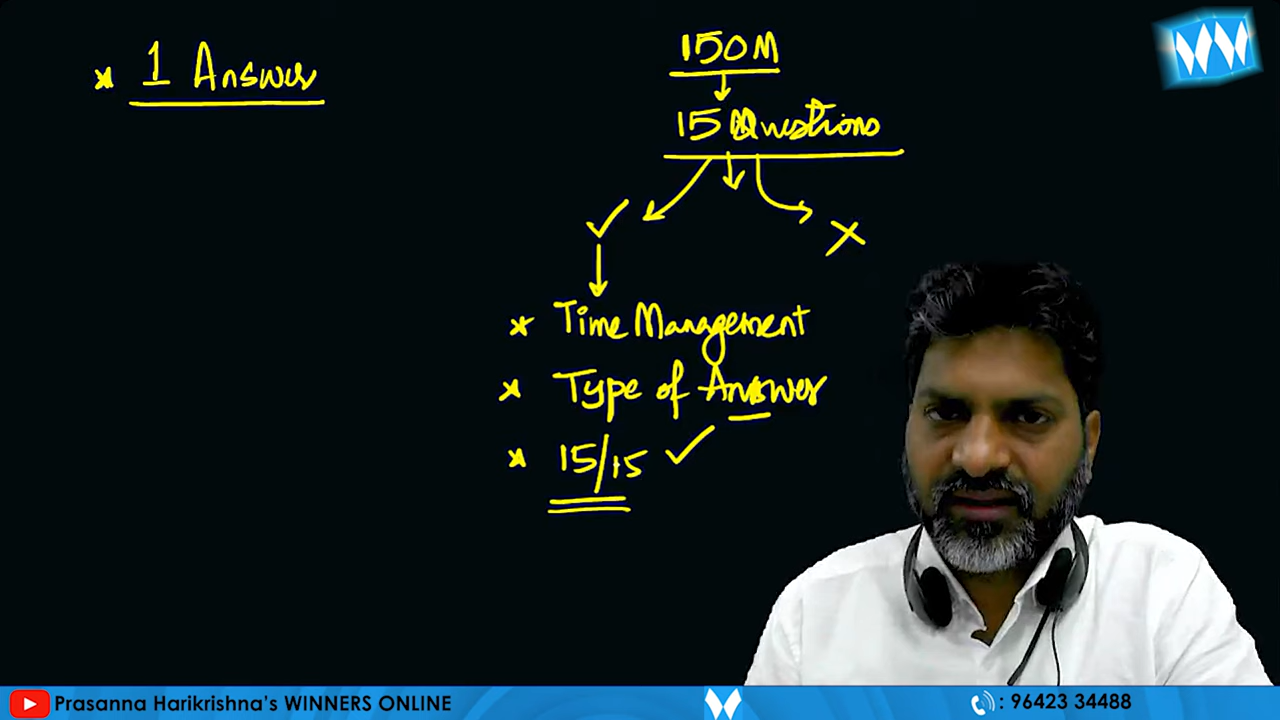 * 1 Answer
150M
15 Questions
* Time Management
* Type of Answer
* 15/15
Prasanna Harikrishna's WINNERS ONLINE
: 96423 34488